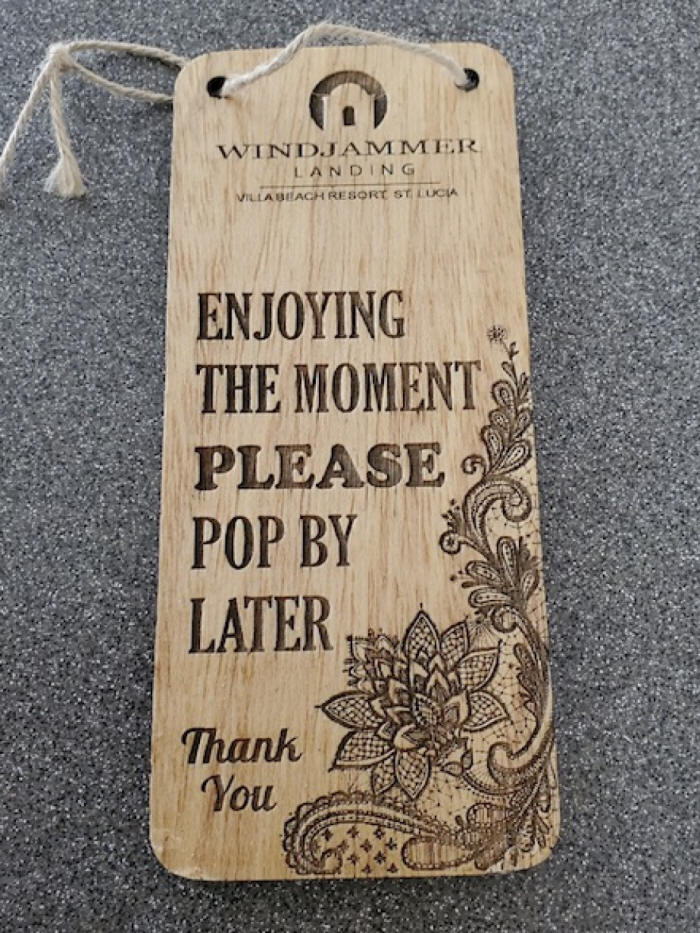 WINDJAMMER
LANDING
VILLA BEACH RESORT, ST. LUCIA
ENJOYING
THE MOMENT
PLEASE
POP BY
LATER
Thank
You